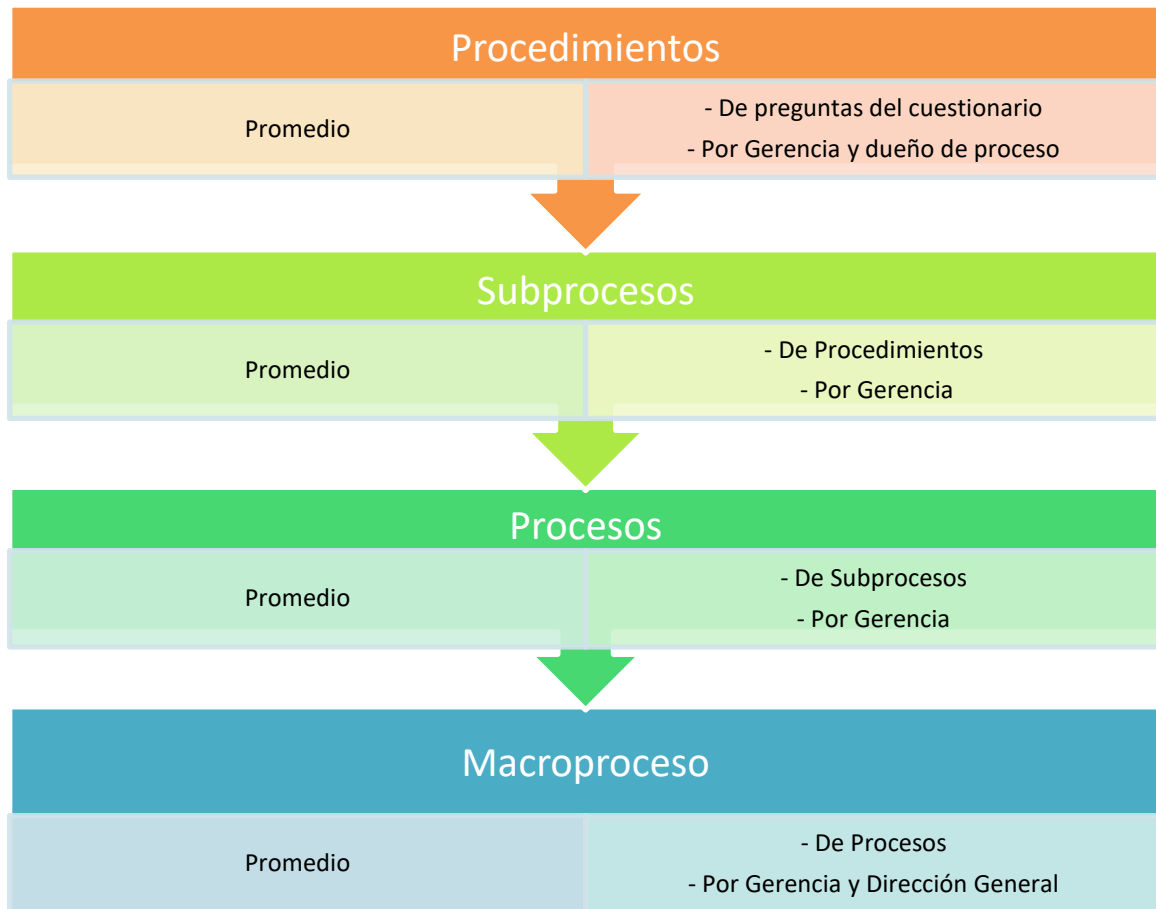 Procedimientos
Promedio
- De preguntas del cuestionario
- Por Gerencia y dueño de proceso
Subprocesos
Promedio
- De Procedimientos
- Por Gerencia
Procesos
Promedio
- De Subprocesos
- Por Gerencia
Macroproceso
Promedio
- De Procesos
- Por Gerencia y Dirección General